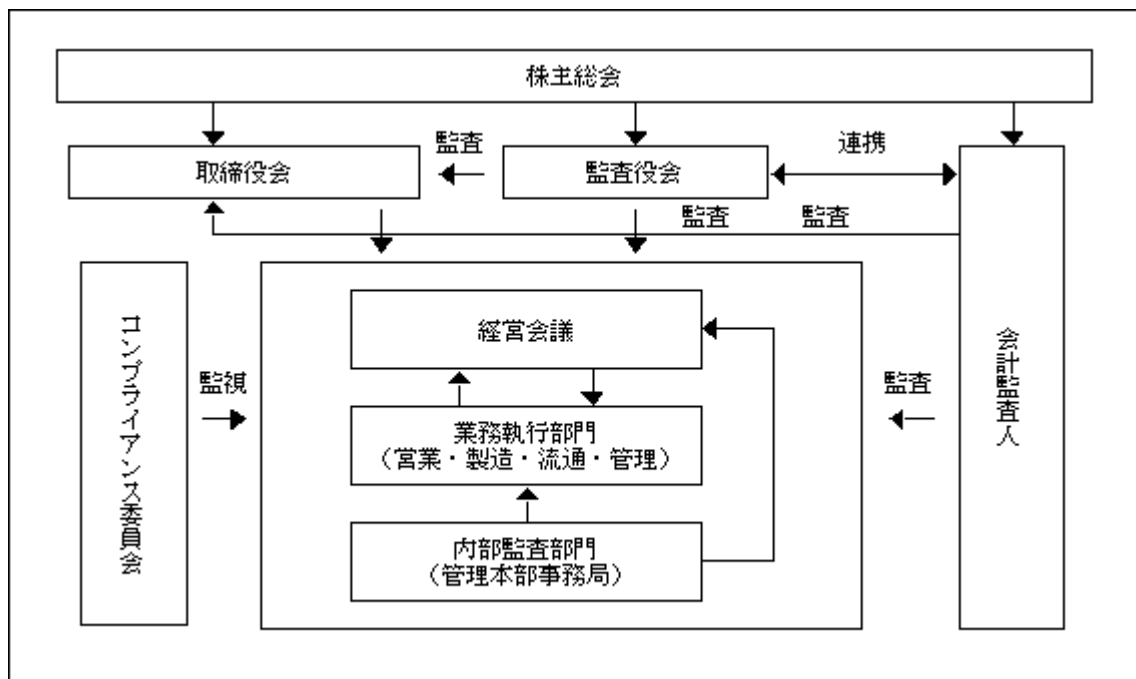 株主総会
取締役会
監査
監査役会
連携
監査
監査
コンプライアンス委員会
監視
経営会議
業務執行部門
(営業・製造・流通・管理)
内部監査部門
(管理本部事務局)
監査
会計監査人